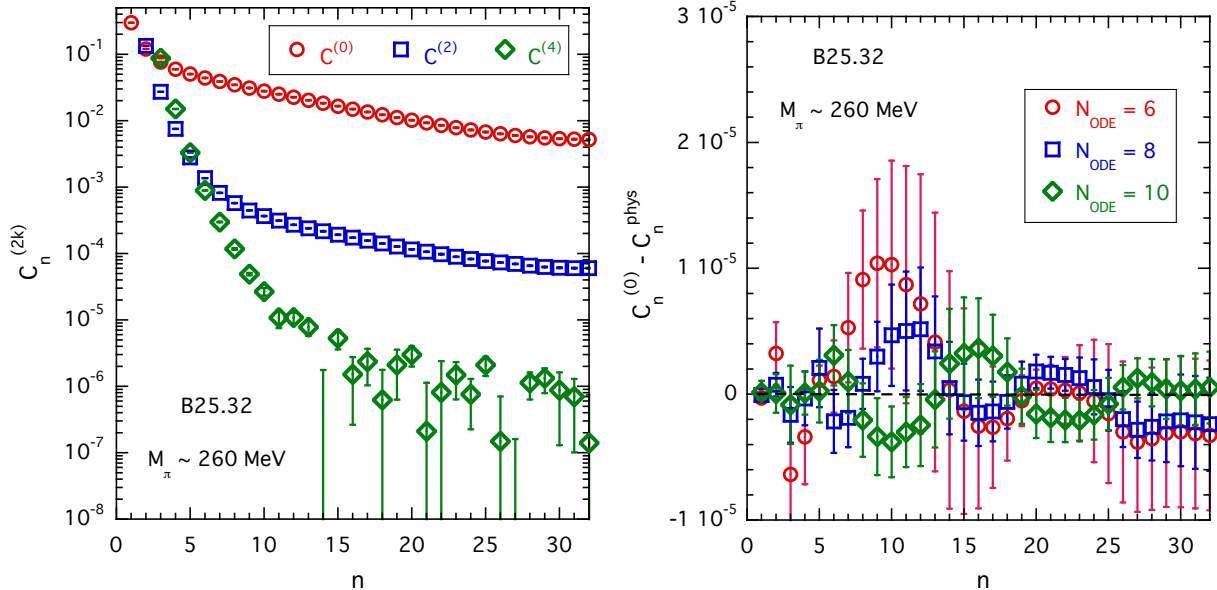 C^(0) C^(2) C^(4)
10^-1
10^-2
10^-3
10^-4
10^-5
10^-6
10^-7
10^-8
C_n^(2k)
B25.32
M_π ~ 260 MeV
0 5 10 15 20 25 30
n
3 10^-5
2 10^-5
1 10^-5
0
-1 10^-5
C_n^(0) - C_n^phys
B25.32
M_π ~ 260 MeV
N_ODE = 6
N_ODE = 8
N_ODE = 10
0 5 10 15 20 25 30
n